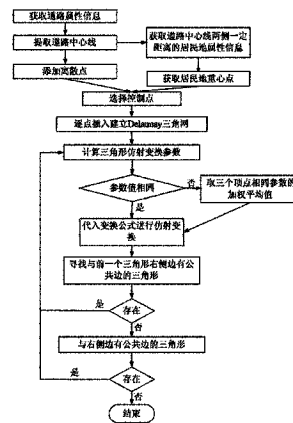 获取道路属性信息
提取道路中心线
获取道路中心线两侧一定
距离的居民地属性信息
添加离散点
获取居民地重心点
选择控制点
逐点插入建立Delaunay三角网
计算三角形仿射变换参数
参数值相同
否
取三个顶点相同参数的
加权平均值
是
代入变换公式进行仿射变换
寻找与前一个三角形右侧边有公
共边的三角形
是
存在
否
与右侧边有公共边的三角形
是
存在
否
结束